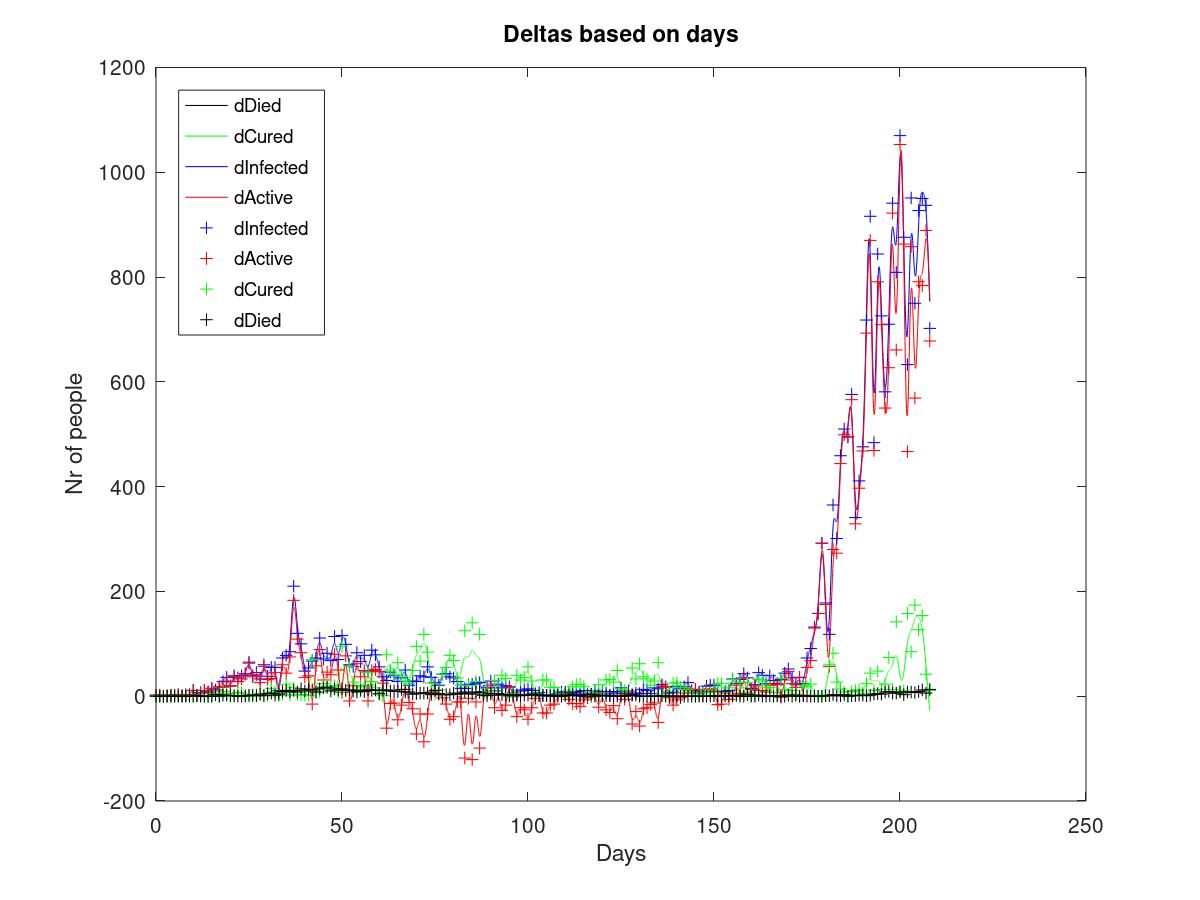 Deltas based on days
1200
1000
800
600
400
200
0
-200
dDied
dCured
dInfected
dActive
dInfected
dActive
dCured
dDied
Nr of people
0 50 100 150 200 250
Days